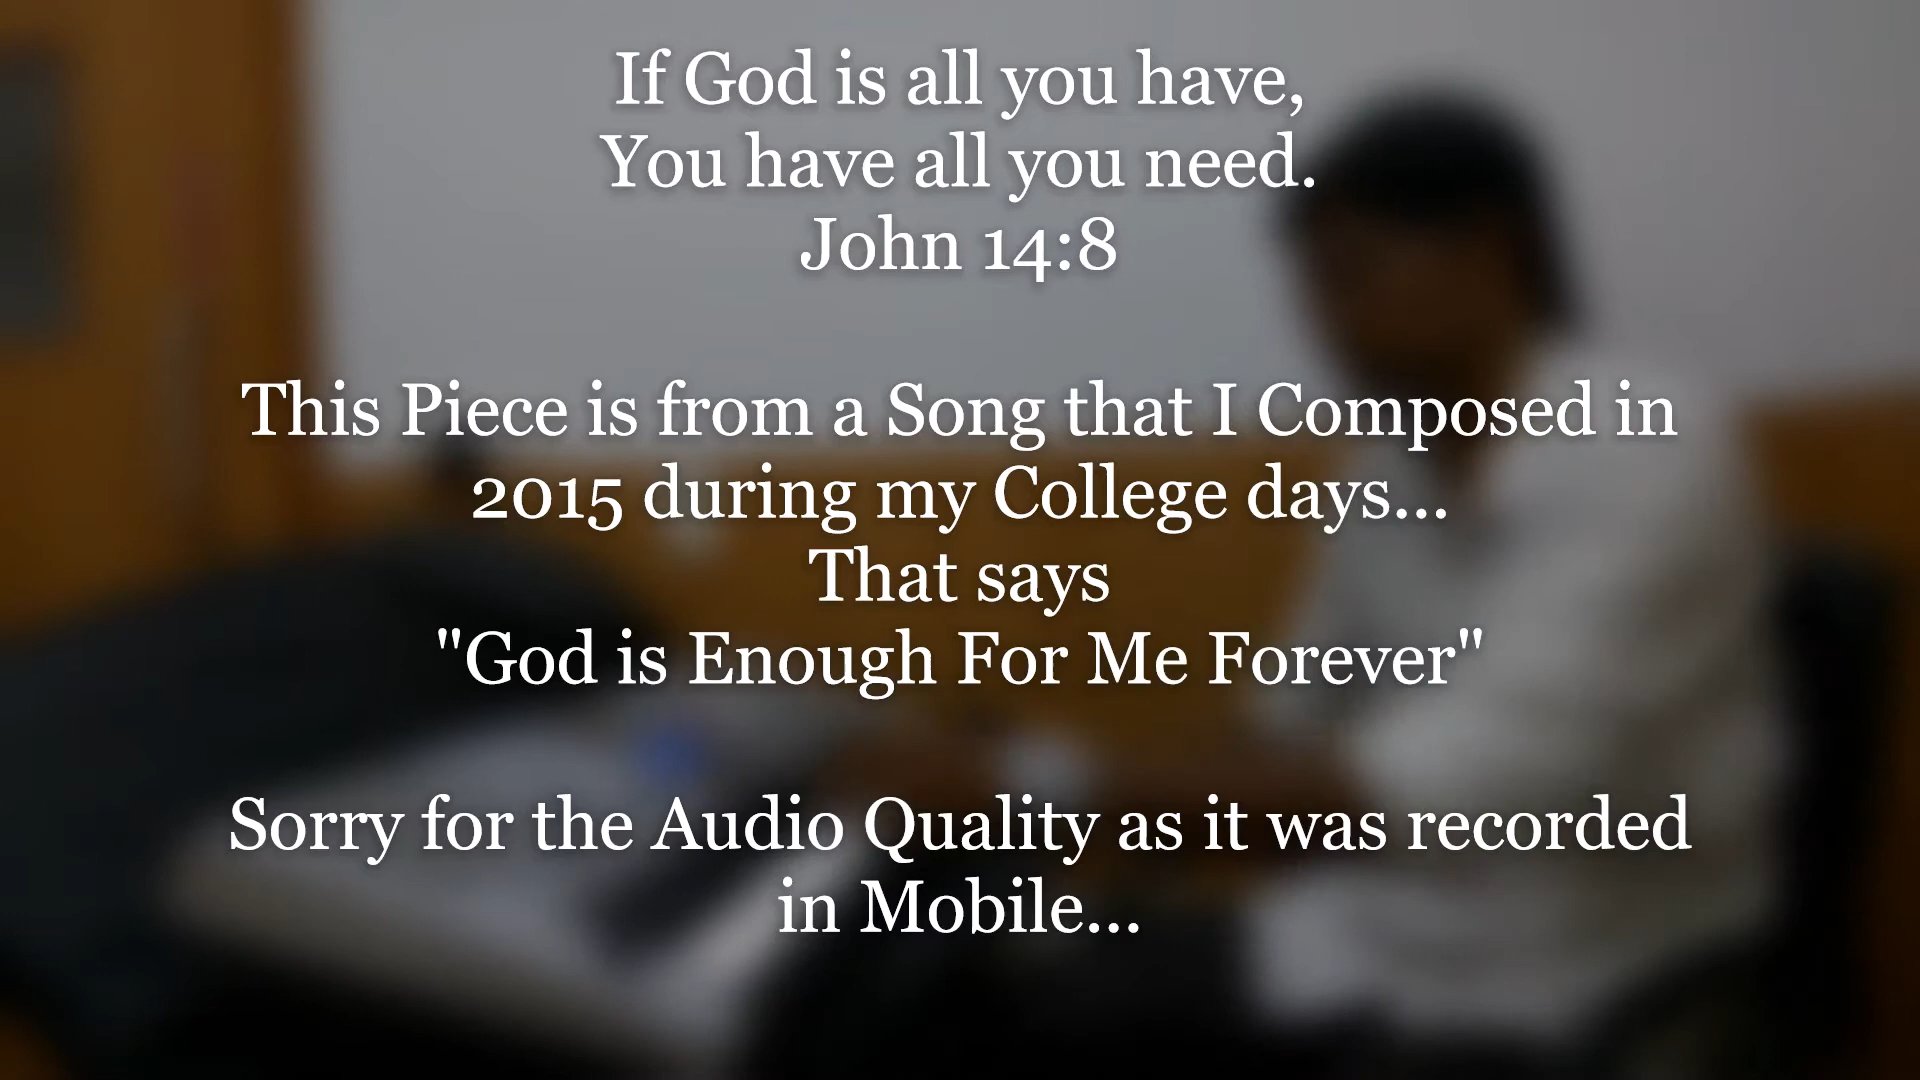 If God is all you have,
You have all you need.
John 14:8
This Piece is from a Song that I Composed in
2015 during my College days...
That says
"God is Enough For Me Forever"
Sorry for the Audio Quality as it was recorded
in Mobile...